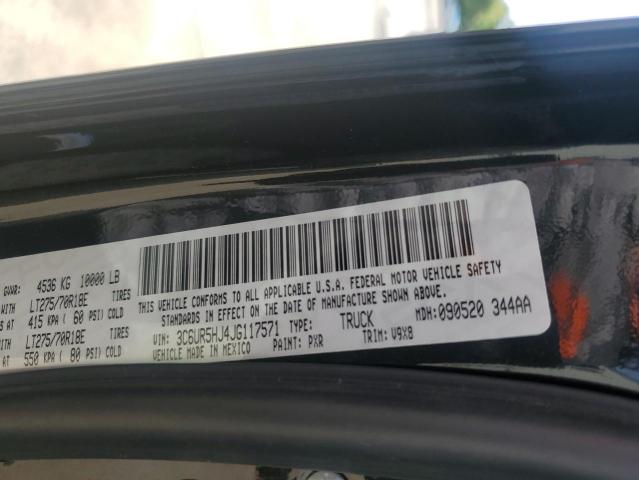 GVWR: 4536 KG 10000 LB
WITH LT275/70R18E TIRES
415 KPA ( 60 PSI) COLD
WITH LT275/70R18E TIRES
AT 550 KPA ( 80 PSI) COLD
THIS VEHICLE CONFORMS TO ALL APPLICABLE U.S.A. FEDERAL MOTOR VEHICLE SAFETY
STANDARDS IN EFFECT ON THE DATE OF MANUFACTURE SHOWN ABOVE.
VIN: 3C6UR5HJ4JG117571 TYPE: TRUCK MDH: 090520 344AA
VEHICLE MADE IN MEXICO PAINT: PXR TRIM: V9X8